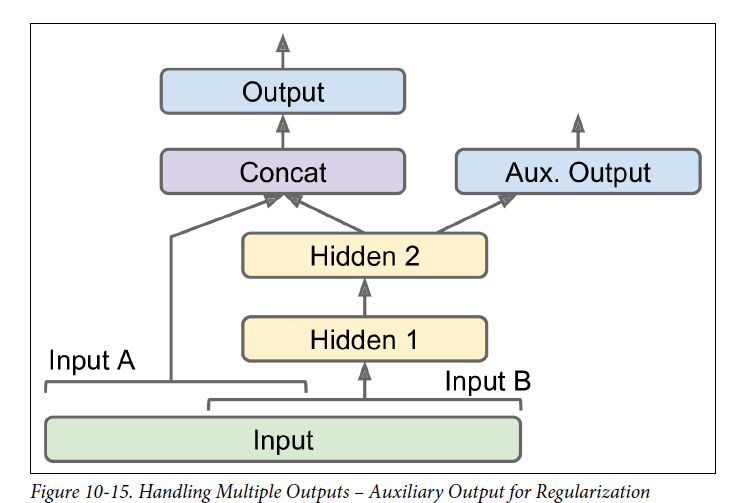 Output
Concat
Aux. Output
Hidden 2
Hidden 1
Input A
Input B
Input
Figure 10-15. Handling Multiple Outputs – Auxiliary Output for Regularization